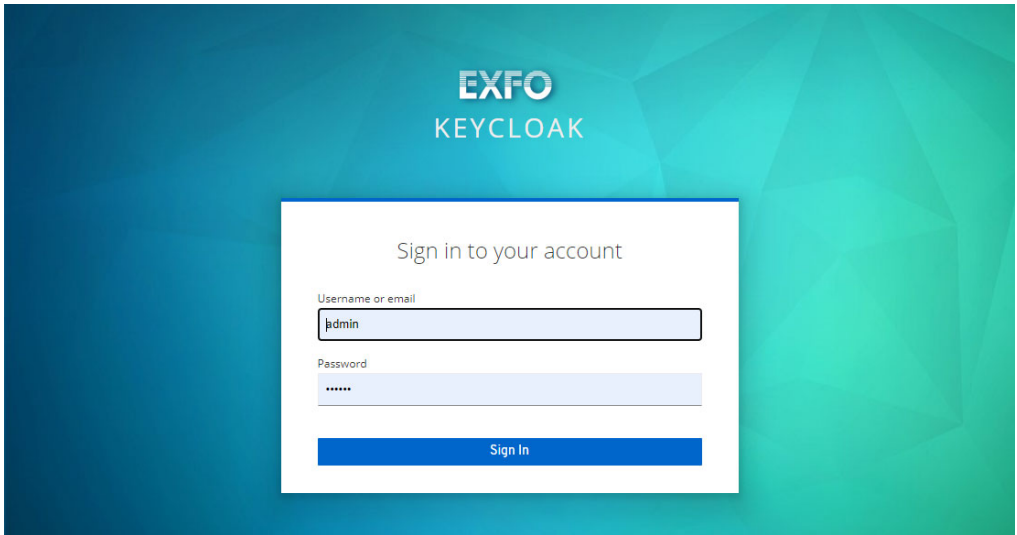 EXFO
KEYCLOAK
Sign in to your account
Username or email
admin
Password
••••••
Sign In